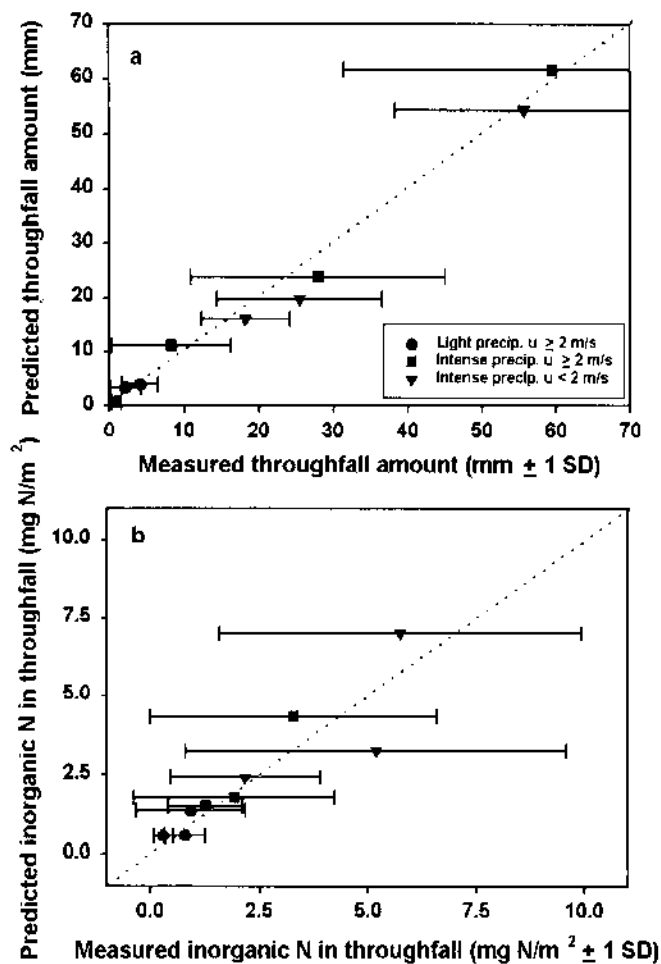 a
Predicted throughfall amount (mm)
70
60
50
40
30
20
10
0
Light precip. u ≥ 2 m/s
Intense precip. u ≥ 2 m/s
Intense precip. u < 2 m/s
0 10 20 30 40 50 60 70
Measured throughfall amount (mm ± 1 SD)
b
Predicted inorganic N in throughfall (mg N/m²)
10.0
7.5
5.0
2.5
0.0
0.0 2.5 5.0 7.5 10.0
Measured inorganic N in throughfall (mg N/m² ± 1 SD)